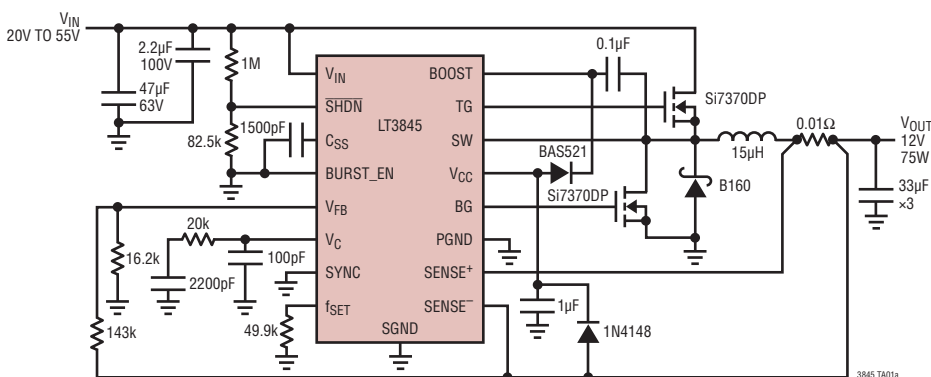 VIN
20V TO 55V
2.2µF
100V
47µF
63V
1M
82.5k
1500pF
16.2k
143k
20k
2200pF
100pF
49.9k
VIN
SHDN
CSS
BURST_EN
VFB
VC
SYNC
fSET
LT3845
SGND
BOOST
TG
SW
VCC
BG
PGND
SENSE+
SENSE–
0.1µF
BAS521
Si7370DP
Si7370DP
B160
15µH
0.01Ω
VOUT
12V
75W
33µF
×3
1µF
1N4148
3845 TA01a